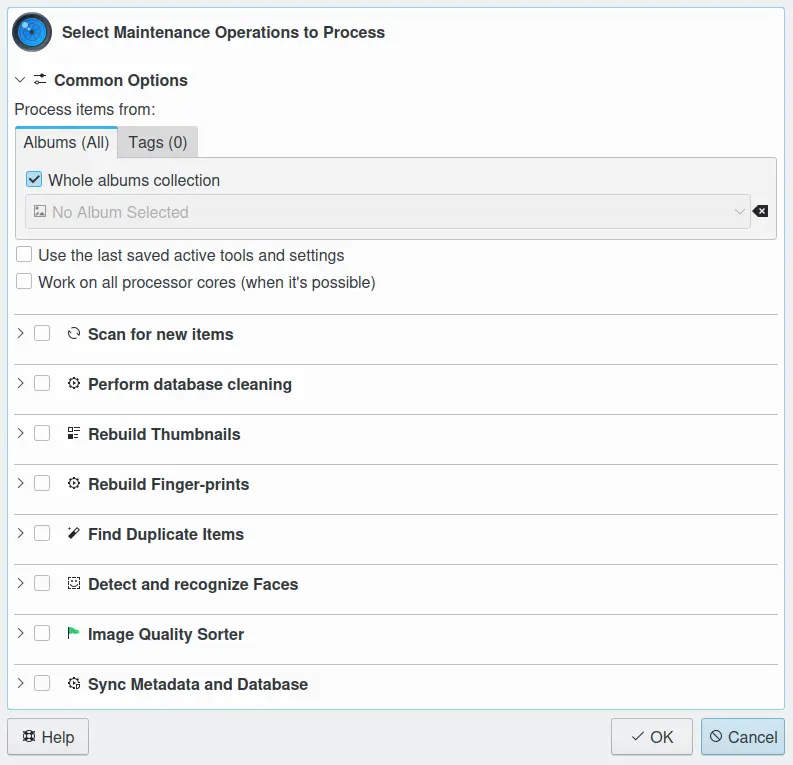 Select Maintenance Operations to Process
Common Options
Process items from:
Albums (All) Tags (0)
Whole albums collection
No Album Selected
Use the last saved active tools and settings
Work on all processor cores (when it's possible)
Scan for new items
Perform database cleaning
Rebuild Thumbnails
Rebuild Finger-prints
Find Duplicate Items
Detect and recognize Faces
Image Quality Sorter
Sync Metadata and Database
Help OK Cancel